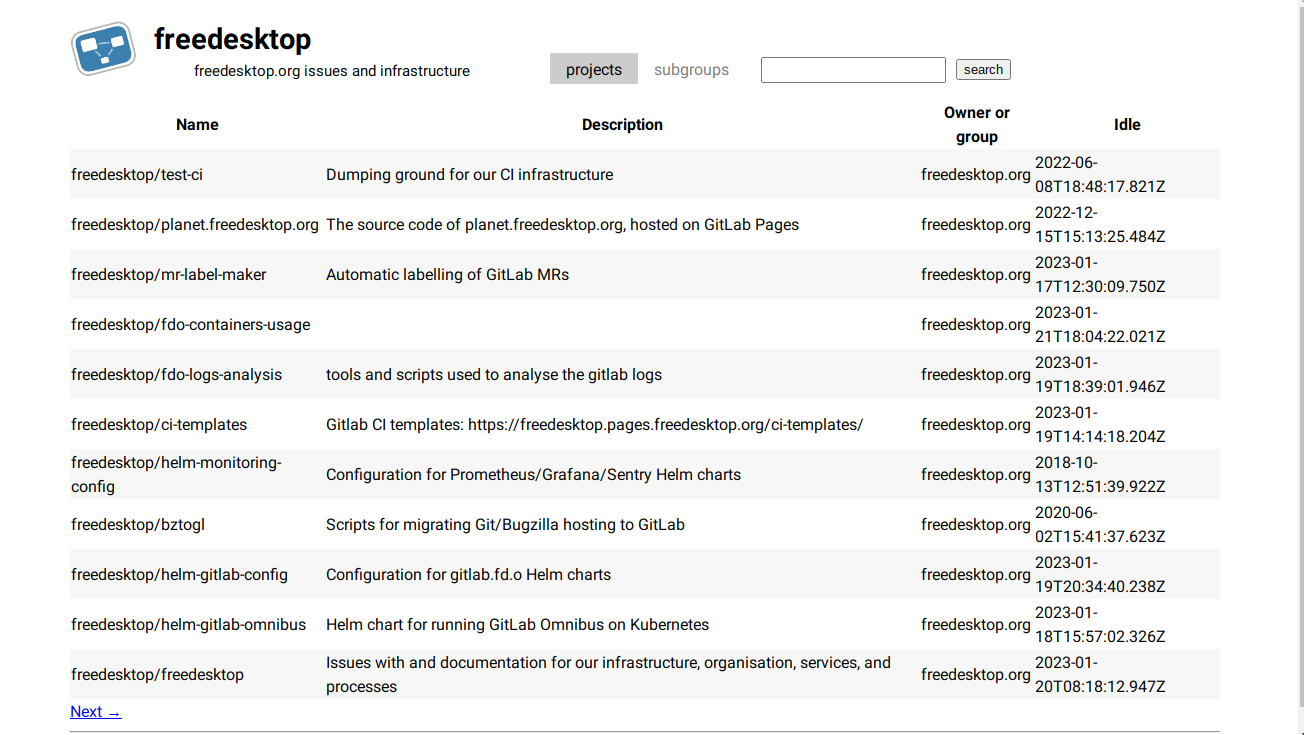 freedesktop
freedesktop.org issues and infrastructure
projects subgroups search
Name Description Owner or group Idle
freedesktop/test-ci Dumping ground for our CI infrastructure freedesktop.org 2022-06-08T18:48:17.821Z
freedesktop/planet.freedesktop.org The source code of planet.freedesktop.org, hosted on GitLab Pages freedesktop.org 2022-12-15T15:13:25.484Z
freedesktop/mr-label-maker Automatic labelling of GitLab MRs freedesktop.org 2023-01-17T12:30:09.750Z
freedesktop/fdo-containers-usage freedesktop.org 2023-01-21T18:04:22.021Z
freedesktop/fdo-logs-analysis tools and scripts used to analyse the gitlab logs freedesktop.org 2023-01-19T18:39:01.946Z
freedesktop/ci-templates Gitlab CI templates: https://freedesktop.pages.freedesktop.org/ci-templates/ freedesktop.org 2023-01-19T14:14:18.204Z
freedesktop/helm-monitoring-config Configuration for Prometheus/Grafana/Sentry Helm charts freedesktop.org 2018-10-13T12:51:39.922Z
freedesktop/bztogl Scripts for migrating Git/Bugzilla hosting to GitLab freedesktop.org 2020-06-02T15:41:37.623Z
freedesktop/helm-gitlab-config Configuration for gitlab.fd.o Helm charts freedesktop.org 2023-01-19T20:34:40.238Z
freedesktop/helm-gitlab-omnibus Helm chart for running GitLab Omnibus on Kubernetes freedesktop.org 2023-01-18T15:57:02.326Z
freedesktop/freedesktop Issues with and documentation for our infrastructure, organisation, services, and processes freedesktop.org 2023-01-20T08:18:12.947Z
Next →